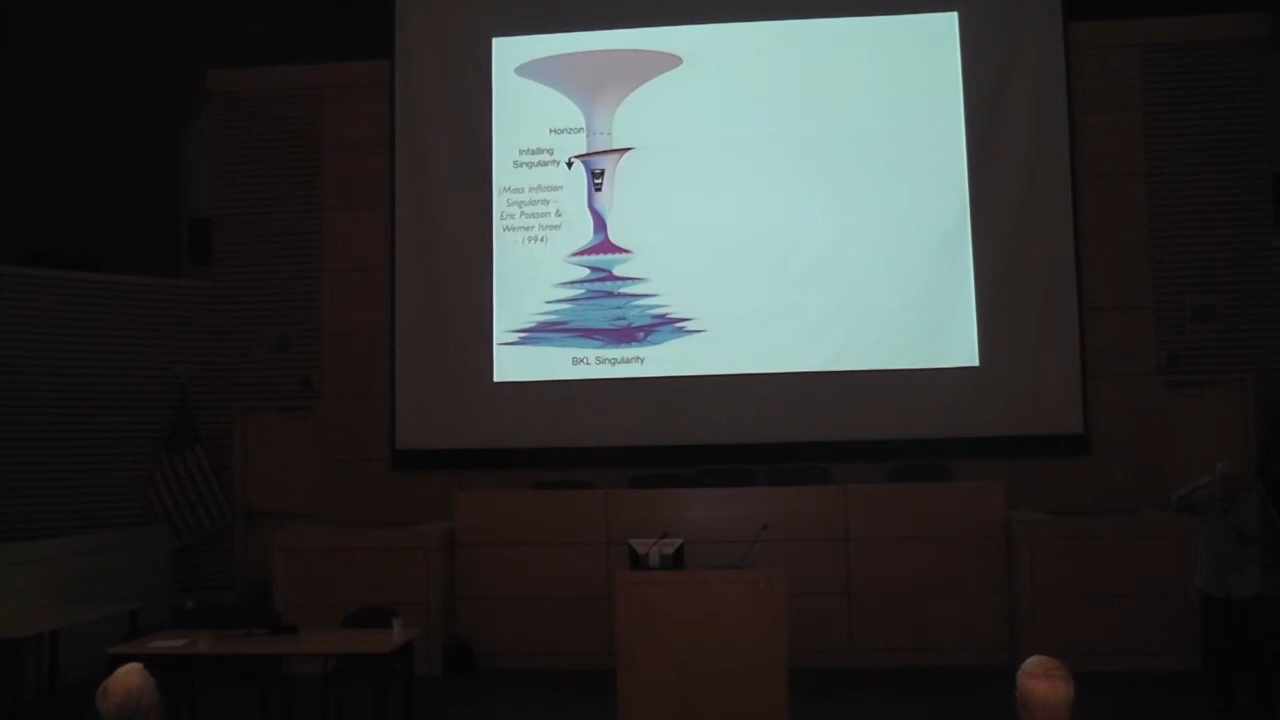 Horizon
Infalling
Singularity
(Mass inflation
Singularity -
Eric Poisson &
Werner Israel
- 1994)
BKL Singularity